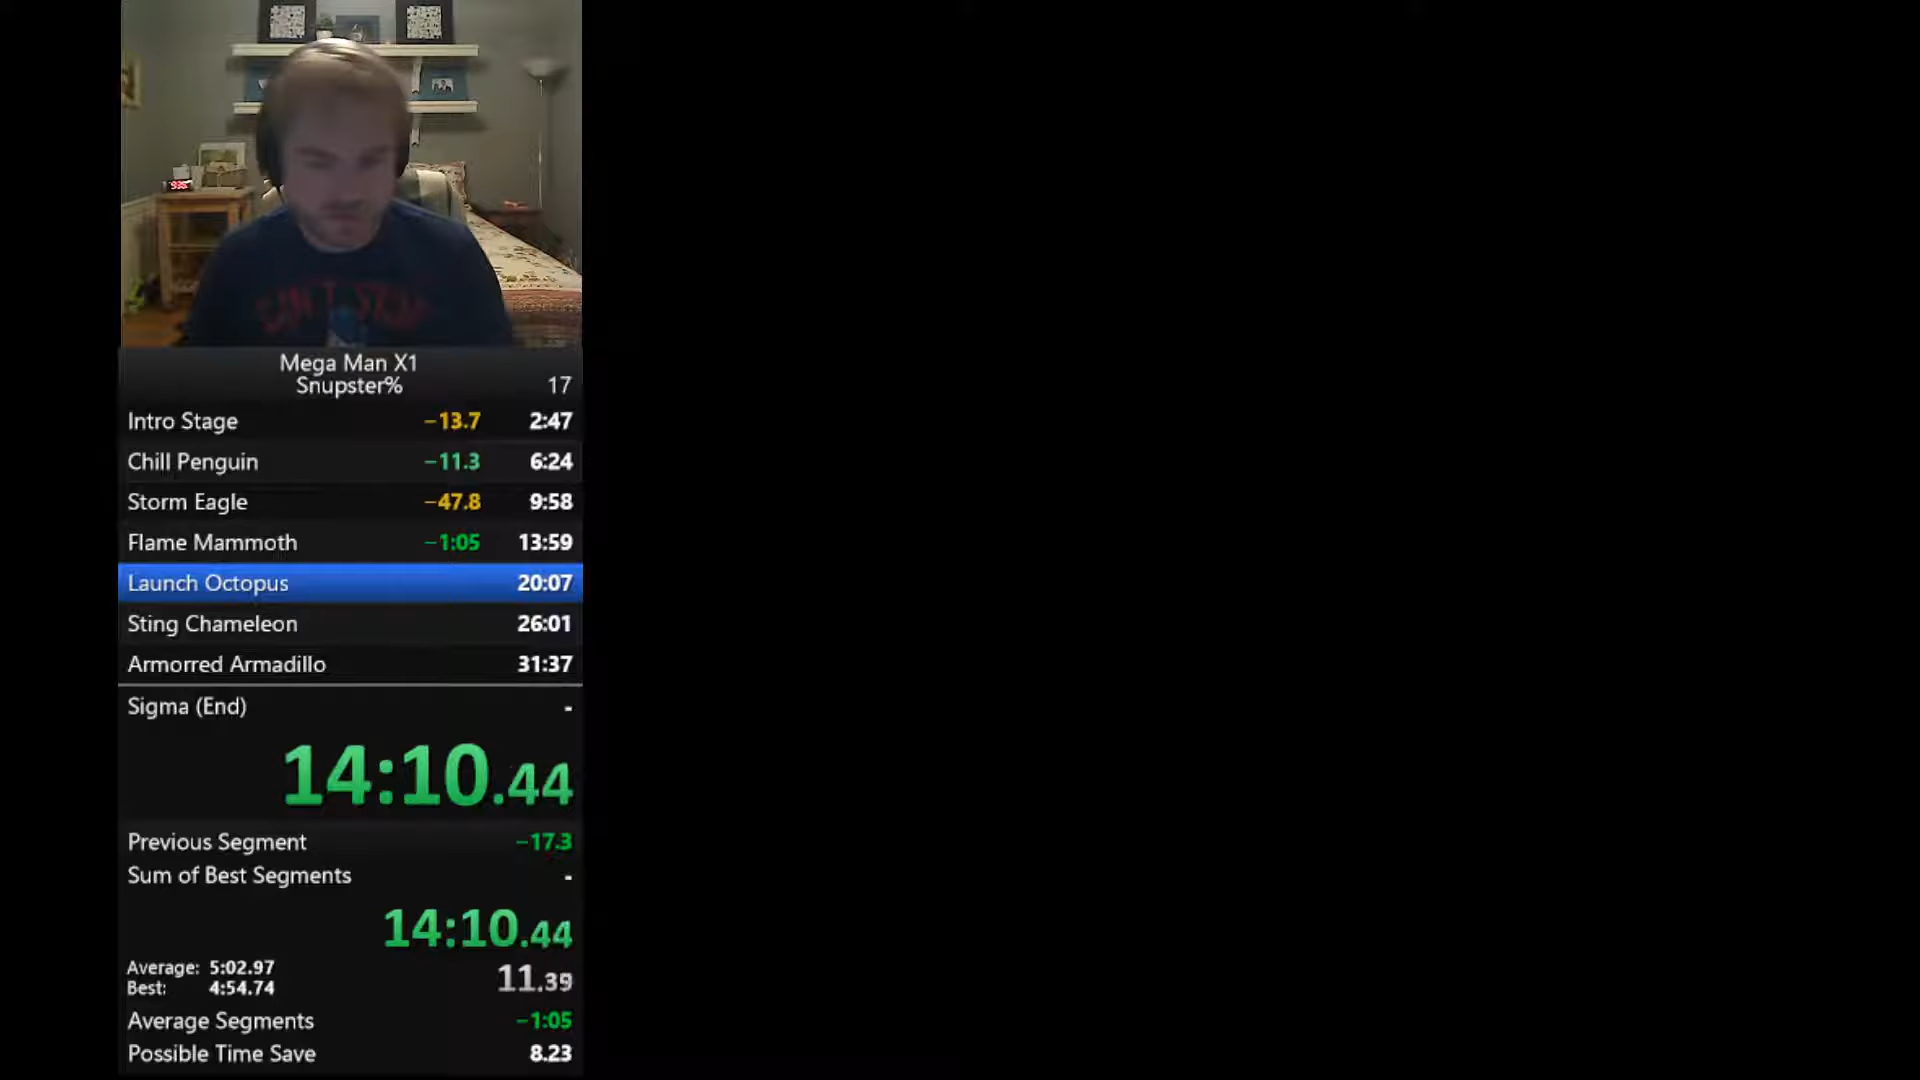 Mega Man X1
Snupster% 17
Intro Stage −13.7 2:47
Chill Penguin −11.3 6:24
Storm Eagle −47.8 9:58
Flame Mammoth −1:05 13:59
Launch Octopus 20:07
Sting Chameleon 26:01
Armorred Armadillo 31:37
Sigma (End) -
14:10.44
Previous Segment −17.3
Sum of Best Segments -
14:10.44
Average: 5:02.97
Best: 4:54.74
11.39
Average Segments −1:05
Possible Time Save 8.23